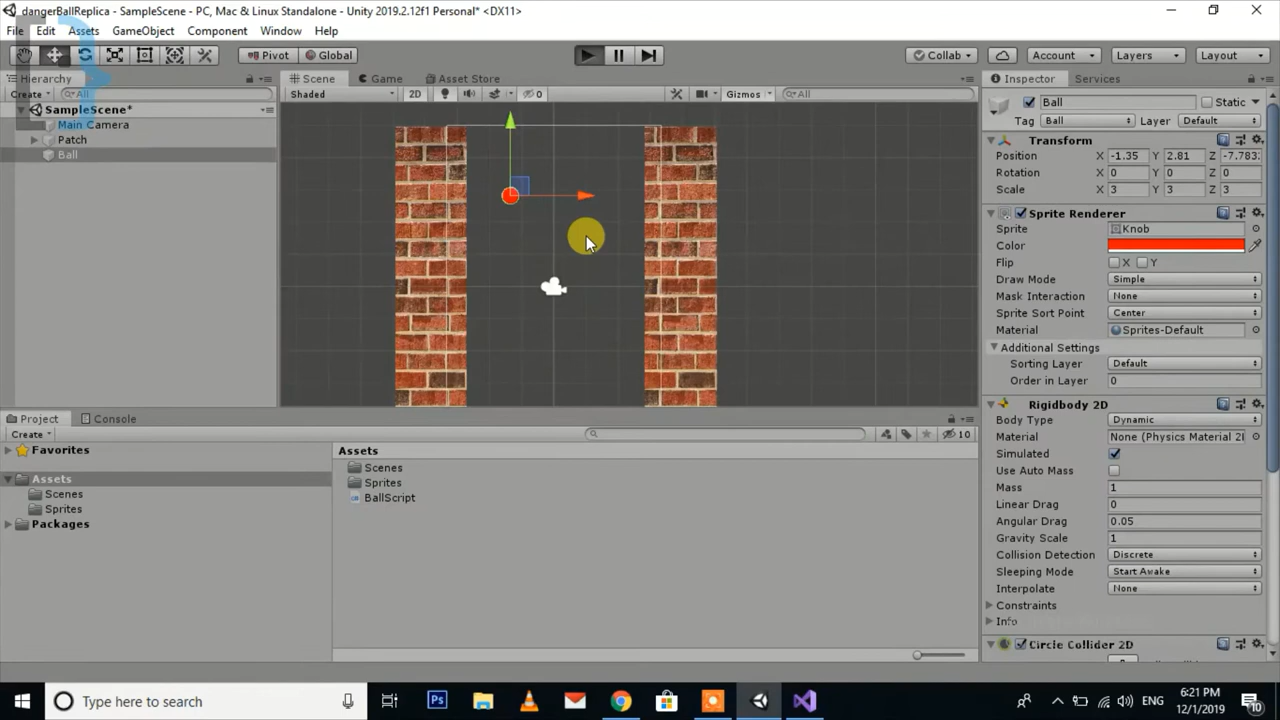 dangerBallReplica - SampleScene - PC, Mac & Linux Standalone - Unity 2019.2.12f1 Personal* <DX11>
File Edit Assets GameObject Component Window Help
Pivot Global Collab Account Layers Layout
Hierarchy Scene Game Asset Store Inspector Services
Create All Shaded 2D 0 Gizmos All Ball Static
SampleScene* Tag Ball Layer Default
Main Camera
Patch Transform
Ball Position X -1.35 Y 2.81 Z -7.783
Rotation X 0 Y 0 Z 0
Scale X 3 Y 3 Z 3
Sprite Renderer
Sprite Knob
Color
Flip X Y
Draw Mode Simple
Mask Interaction None
Sprite Sort Point Center
Material Sprites-Default
Additional Settings
Sorting Layer Default
Order in Layer 0
Rigidbody 2D
Project Console Body Type Dynamic
Create 10 Material None (Physics Material 2I
Favorites Assets Simulated
Scenes Use Auto Mass
Assets Sprites Mass 1
Scenes BallScript Linear Drag 0
Sprites Angular Drag 0.05
Packages Gravity Scale 1
Collision Detection Discrete
Sleeping Mode Start Awake
Interpolate None
Constraints
Info
Circle Collider 2D
Type here to search Ps ENG 6:21 PM
12/1/2019 10